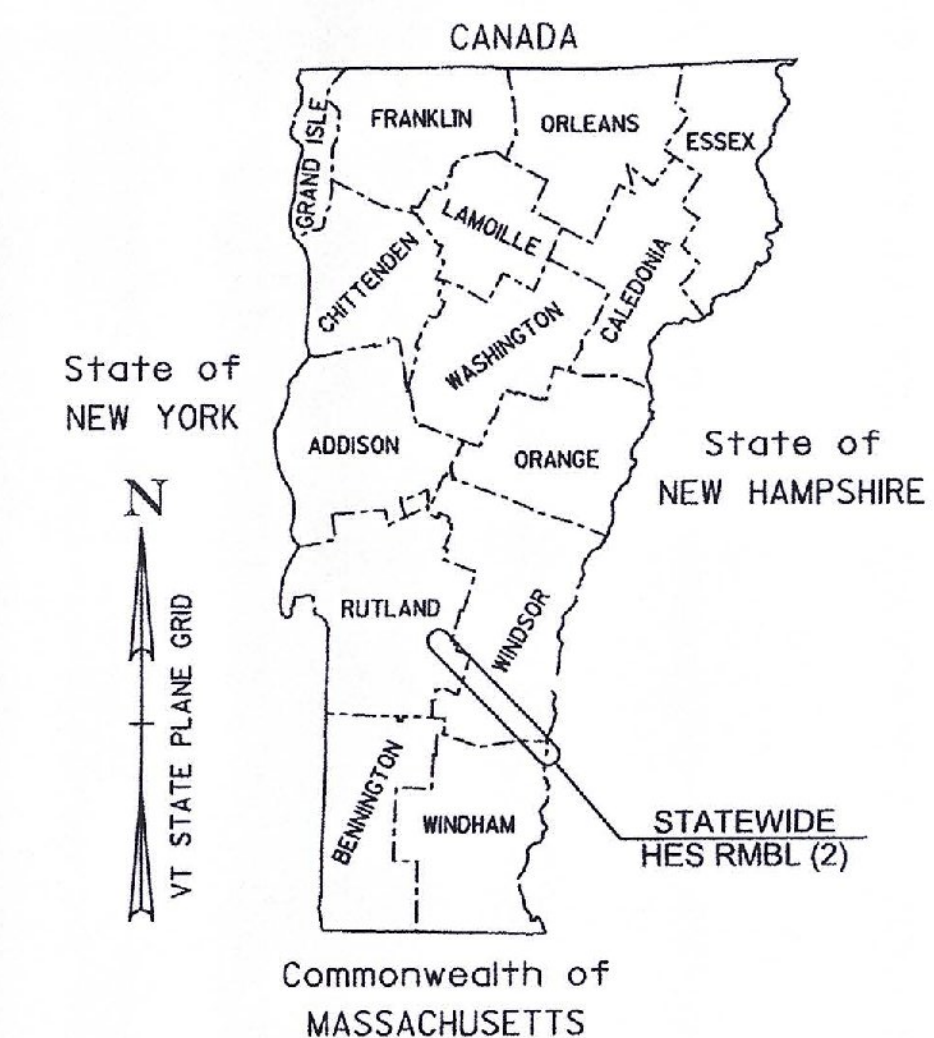 CANADA
GRAND ISLE
FRANKLIN
ORLEANS
ESSEX
LAMOILLE
CHITTENDEN
CALEDONIA
WASHINGTON
State of
NEW YORK
ADDISON
ORANGE
State of
NEW HAMPSHIRE
N
VT STATE PLANE GRID
RUTLAND
WINDSOR
BENNINGTON
WINDHAM
STATEWIDE
HES RMBL (2)
Commonwealth of
MASSACHUSETTS